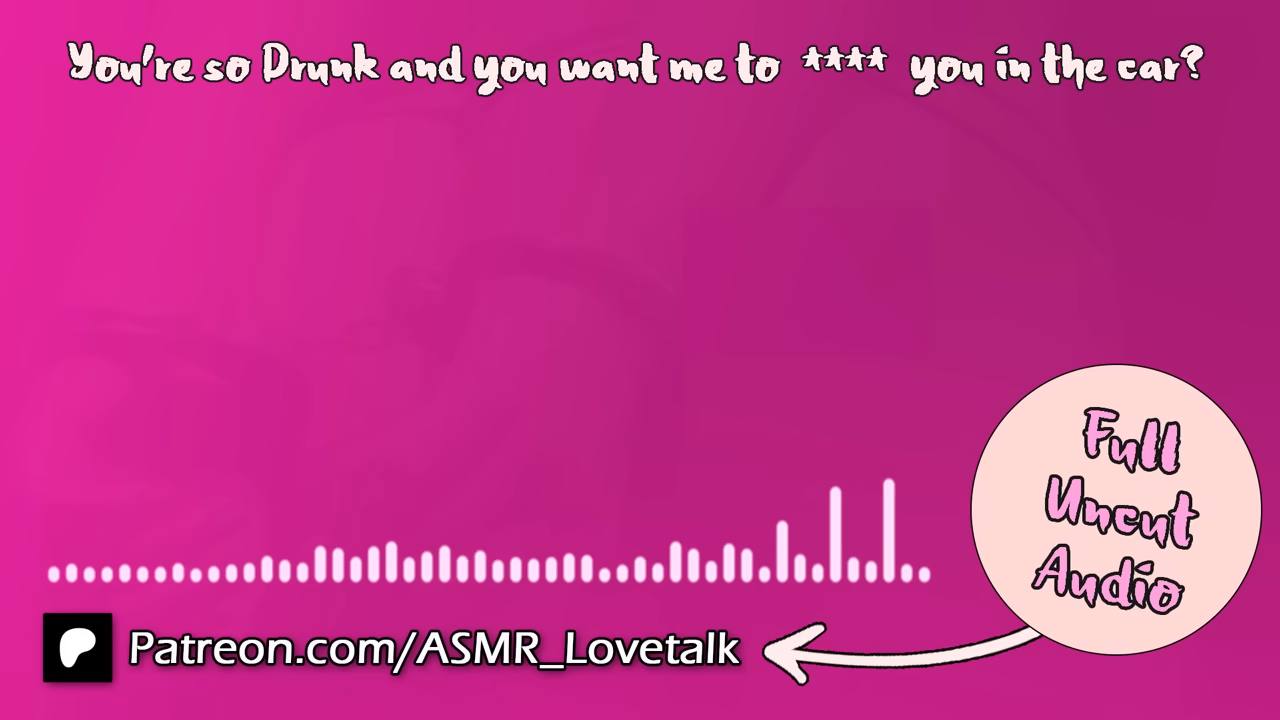 You're so Drunk and you want me to **** you in the car?
Full
Uncut
Audio
Patreon.com/ASMR_Lovetalk